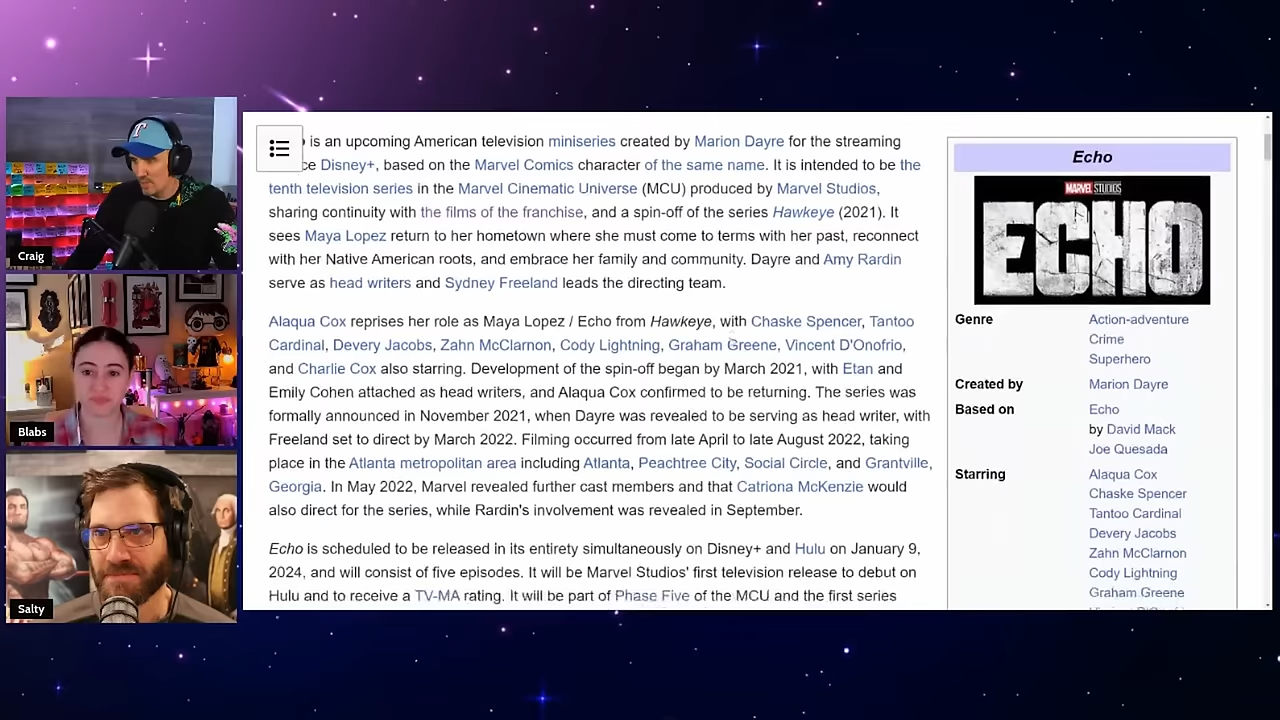 is an upcoming American television miniseries created by Marion Dayre for the streaming
ce Disney+, based on the Marvel Comics character of the same name. It is intended to be the
tenth television series in the Marvel Cinematic Universe (MCU) produced by Marvel Studios,
sharing continuity with the films of the franchise, and a spin-off of the series Hawkeye (2021). It
sees Maya Lopez return to her hometown where she must come to terms with her past, reconnect
with her Native American roots, and embrace her family and community. Dayre and Amy Rardin
serve as head writers and Sydney Freeland leads the directing team.
Alaqua Cox reprises her role as Maya Lopez / Echo from Hawkeye, with Chaske Spencer, Tantoo
Cardinal, Devery Jacobs, Zahn McClarnon, Cody Lightning, Graham Greene, Vincent D'Onofrio,
and Charlie Cox also starring. Development of the spin-off began by March 2021, with Etan and
Emily Cohen attached as head writers, and Alaqua Cox confirmed to be returning. The series was
formally announced in November 2021, when Dayre was revealed to be serving as head writer, with
Freeland set to direct by March 2022. Filming occurred from late April to late August 2022, taking
place in the Atlanta metropolitan area including Atlanta, Peachtree City, Social Circle, and Grantville,
Georgia. In May 2022, Marvel revealed further cast members and that Catriona McKenzie would
also direct for the series, while Rardin's involvement was revealed in September.
Echo is scheduled to be released in its entirety simultaneously on Disney+ and Hulu on January 9,
2024, and will consist of five episodes. It will be Marvel Studios' first television release to debut on
Hulu and to receive a TV-MA rating. It will be part of Phase Five of the MCU and the first series
Echo
MARVEL STUDIOS
ECHO
Genre Action-adventure
Crime
Superhero
Created by Marion Dayre
Based on Echo
by David Mack
Joe Quesada
Starring Alaqua Cox
Chaske Spencer
Tantoo Cardinal
Devery Jacobs
Zahn McClarnon
Cody Lightning
Graham Greene
Craig
Blabs
Salty